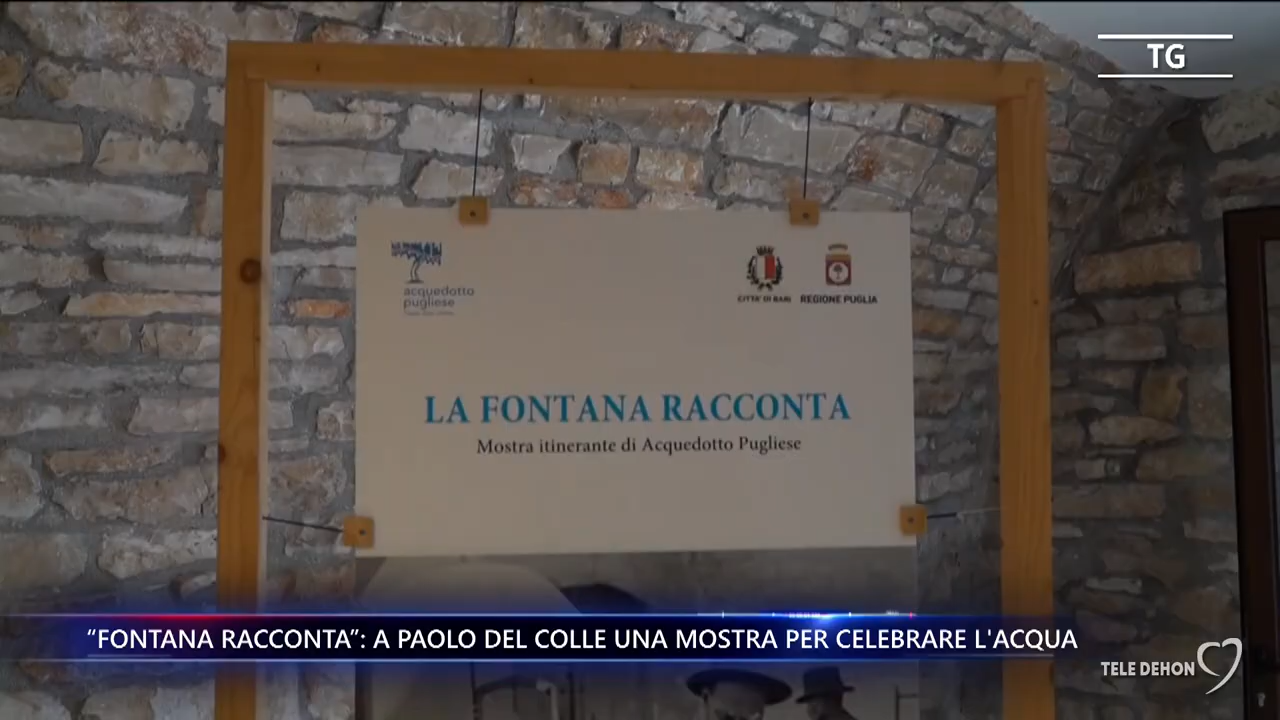 TG
acquedotto
pugliese
CITTA' DI BARI
REGIONE PUGLIA
LA FONTANA RACCONTA
Mostra itinerante di Acquedotto Pugliese
“FONTANA RACCONTA”: A PAOLO DEL COLLE UNA MOSTRA PER CELEBRARE L'ACQUA
TELE DEHON